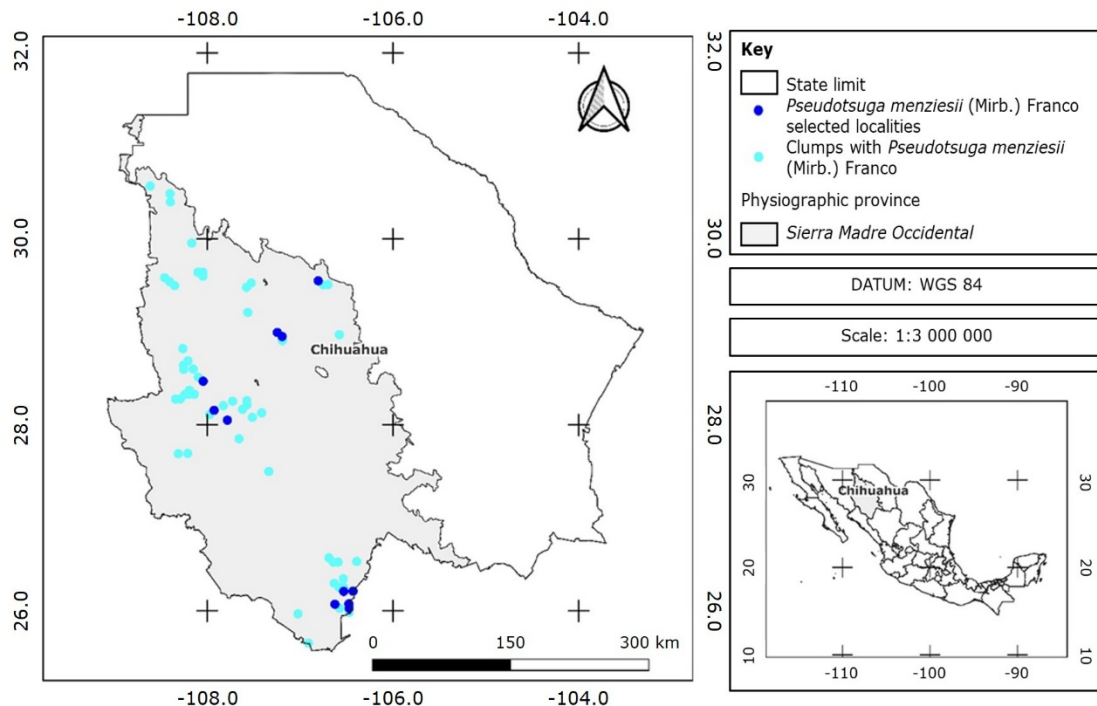 -108.0 -106.0 -104.0
32.0
30.0
28.0
26.0
Chihuahua
0 150 300 km
-108.0 -106.0 -104.0
32.0
30.0
28.0
26.0
Key
State limit
Pseudotsuga menziesii (Mirb.) Franco
selected localities
Clumps with Pseudotsuga menziesii
(Mirb.) Franco
Physiographic province
Sierra Madre Occidental
DATUM: WGS 84
Scale: 1:3 000 000
-110 -100 -90
30
20
10
Chihuahua
30
20
10
-110 -100 -90